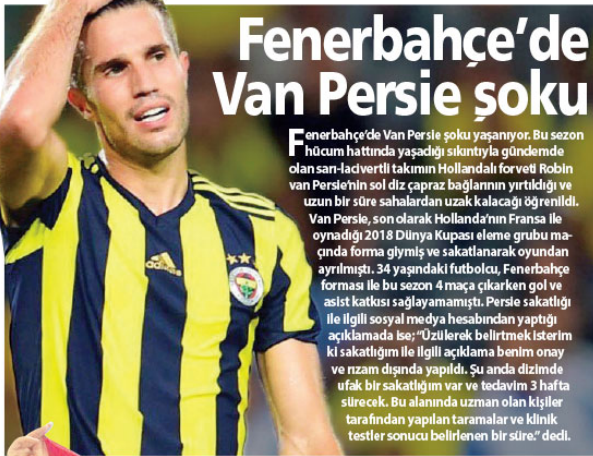 Fenerbahçe’de
Van Persie şoku
Fenerbahçe’de Van Persie şoku yaşanıyor. Bu sezon
hücum hattında yaşadığı sıkıntıyla gündemde
olan sarı-lacivertli takımın Hollandalı forveti Robin
van Persie’nin sol diz çapraz bağlarının yırtıldığı ve
uzun bir süre sahalardan uzak kalacağı öğrenildi.
Van Persie, son olarak Hollanda’nın Fransa ile
oynadığı 2018 Dünya Kupası eleme grubu ma-
çında forma giymiş ve sakatlanarak oyundan
ayrılmıştı. 34 yaşındaki futbolcu, Fenerbahçe
forması ile bu sezon 4 maça çıkarken gol ve
asist katkısı sağlayamamıştı. Persie sakatlığı
ile ilgili sosyal medya hesabından yaptığı
açıklamada ise; “Üzülerek belirtmek isterim
ki sakatlığım ile ilgili açıklama benim onay
ve rızam dışında yapıldı. Şu anda dizimde
ufak bir sakatlığım var ve tedavim 3 hafta
sürecek. Bu alanında uzman olan kişiler
tarafından yapılan taramalar ve klinik
testler sonucu belirlenen bir süre.” dedi.